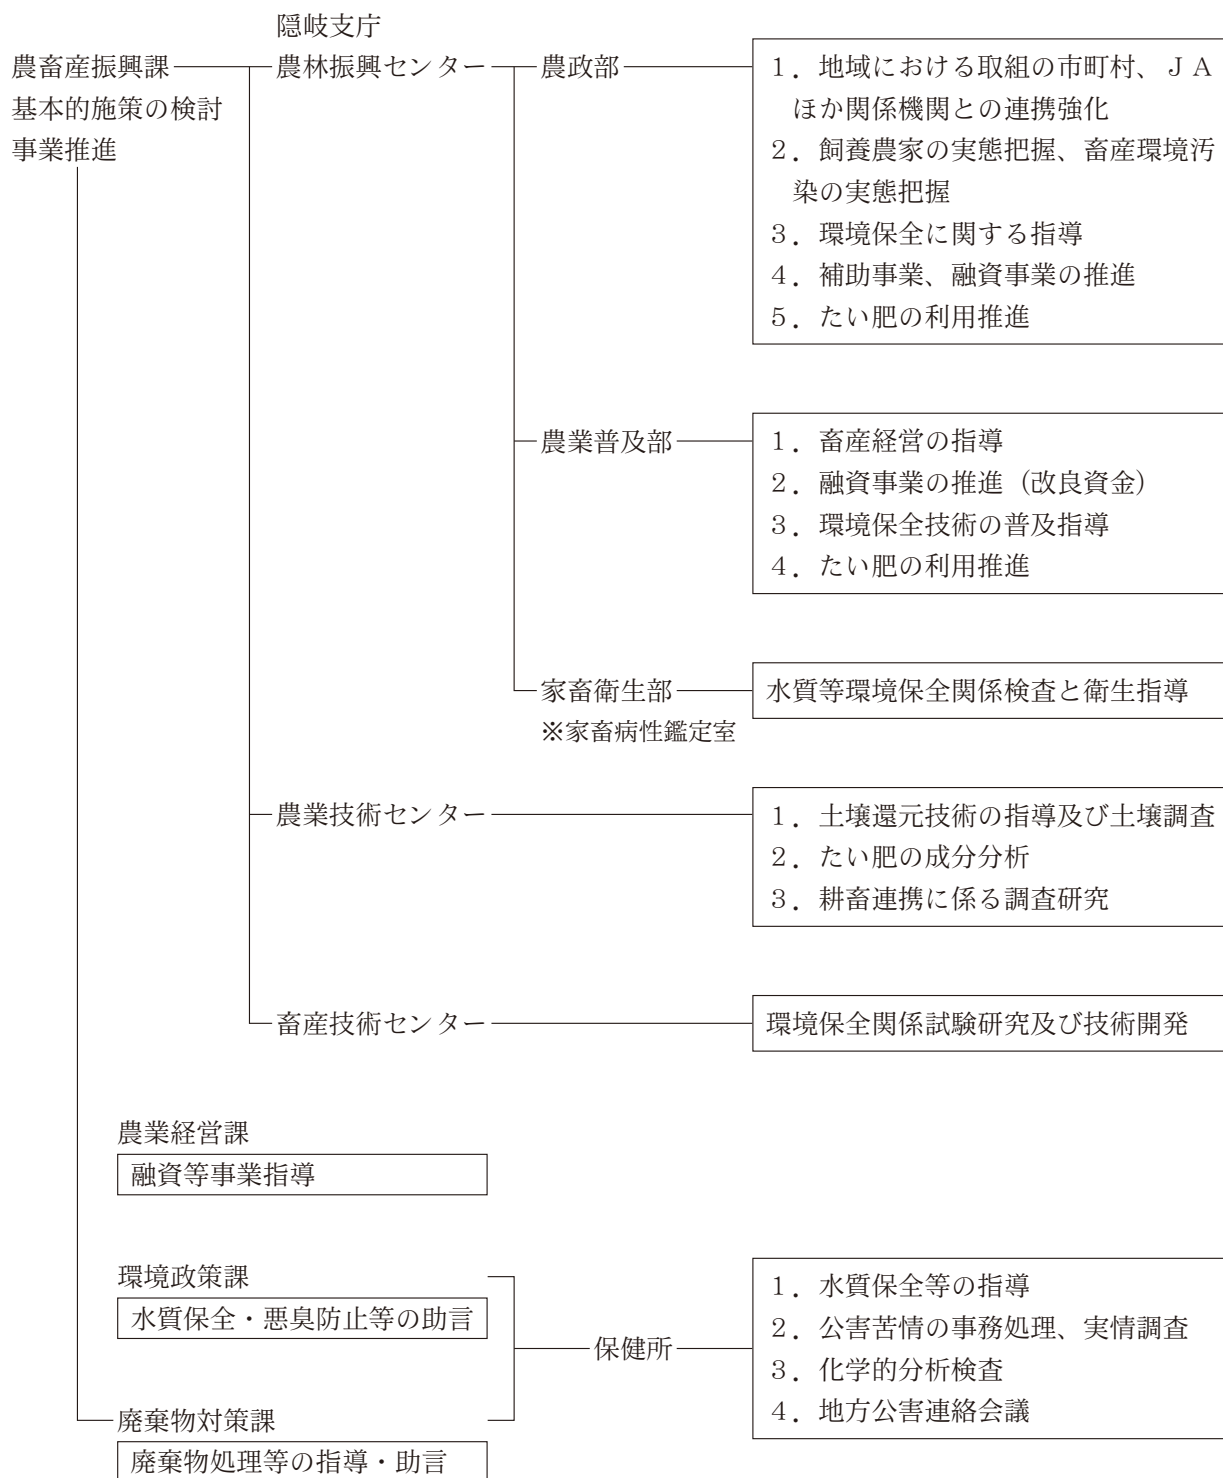 隠岐支庁
農畜産振興課
農林振興センター
農政部
基本的施策の検討
事業推進
１．地域における取組の市町村、ＪＡ
ほか関係機関との連携強化
２．飼養農家の実態把握、畜産環境汚
染の実態把握
３．環境保全に関する指導
４．補助事業、融資事業の推進
５．たい肥の利用推進
農業普及部
１．畜産経営の指導
２．融資事業の推進（改良資金）
３．環境保全技術の普及指導
４．たい肥の利用推進
家畜衛生部
※家畜病性鑑定室
水質等環境保全関係検査と衛生指導
農業技術センター
１．土壌還元技術の指導及び土壌調査
２．たい肥の成分分析
３．耕畜連携に係る調査研究
畜産技術センター
環境保全関係試験研究及び技術開発
農業経営課
融資等事業指導
環境政策課
水質保全・悪臭防止等の助言
廃棄物対策課
廃棄物処理等の指導・助言
保健所
１．水質保全等の指導
２．公害苦情の事務処理、実情調査
３．化学的分析検査
４．地方公害連絡会議